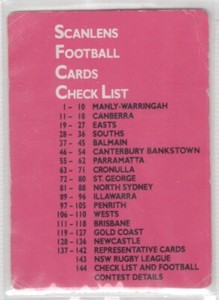 SCANLENS
FOOTBALL
CARDS
CHECK LIST
1 - 10 MANLY-WARRINGAH
11 - 18 CANBERRA
19 - 27 EASTS
28 - 36 SOUTHS
37 - 45 BALMAIN
46 - 54 CANTERBURY BANKSTOWN
55 - 62 PARRAMATTA
63 - 71 CRONULLA
72 - 80 ST. GEORGE
81 - 88 NORTH SYDNEY
89 - 96 ILLAWARRA
97 - 105 PENRITH
106 - 110 WESTS
111 - 118 BRISBANE
119 - 127 GOLD COAST
128 - 136 NEWCASTLE
137 - 142 REPRESENTATIVE CARDS
143 NSW RUGBY LEAGUE
144 CHECK LIST AND FOOTBALL
CONTEST DETAILS